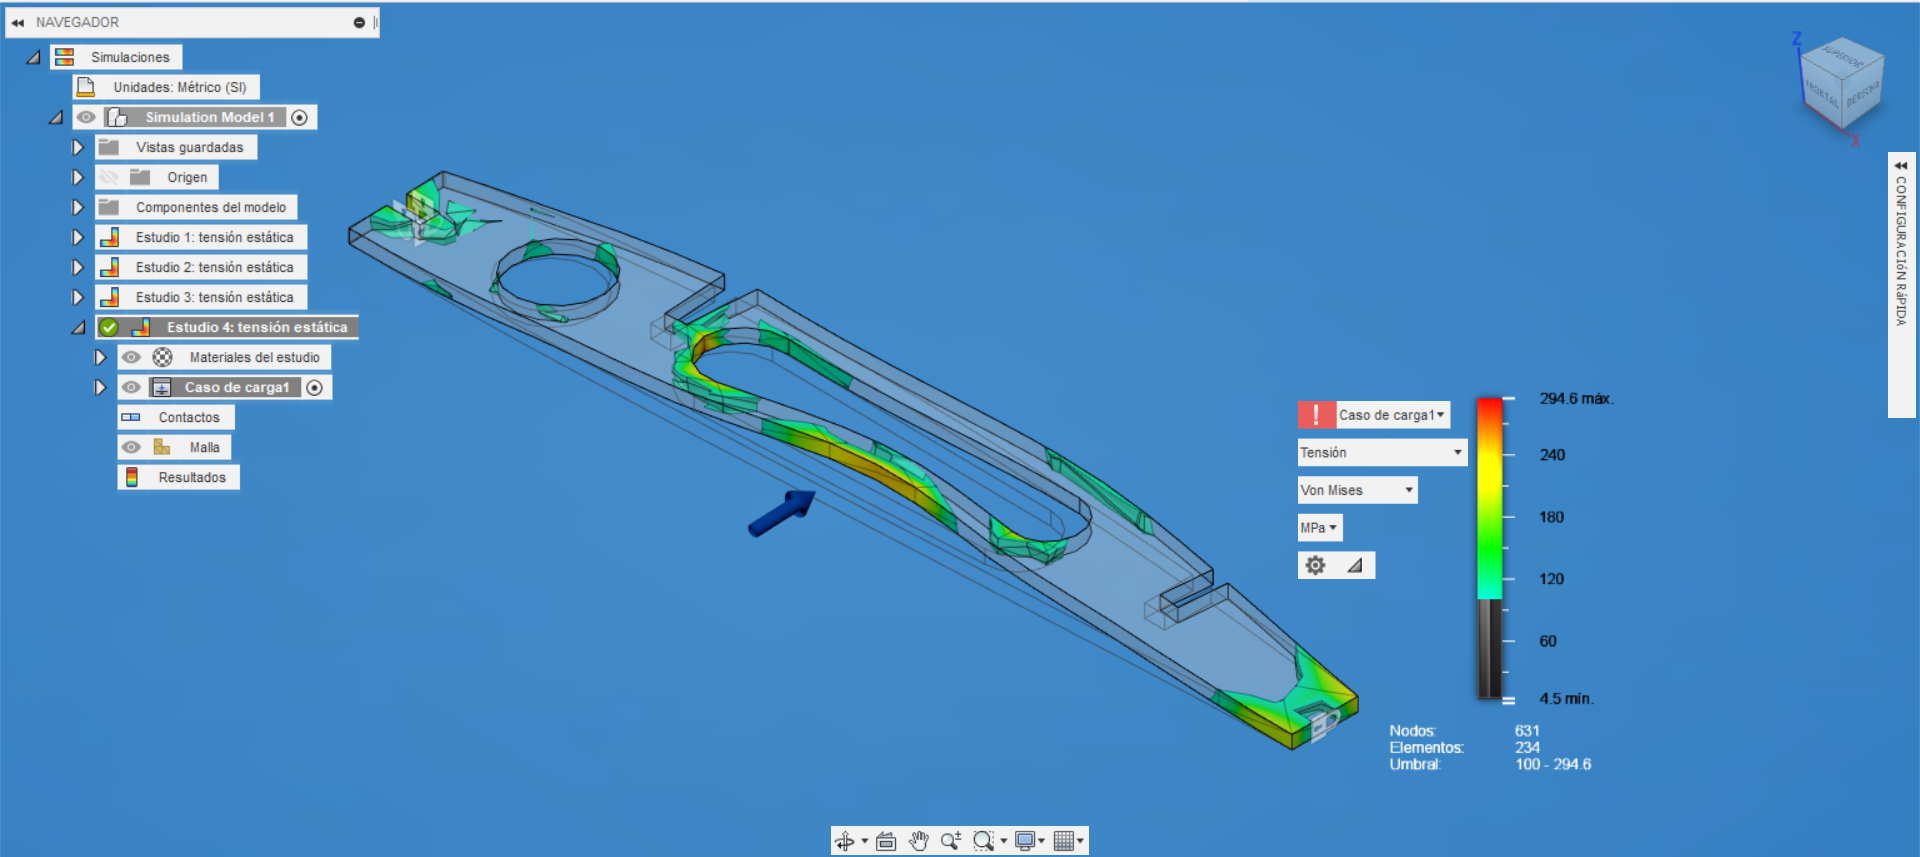 NAVEGADOR
Simulaciones
Unidades: Métrico (SI)
Simulation Model 1
Vistas guardadas
Origen
Componentes del modelo
Estudio 1: tensión estática
Estudio 2: tensión estática
Estudio 3: tensión estática
Estudio 4: tensión estática
Materiales del estudio
Caso de carga1
Contactos
Malla
Resultados
Z
SUPERIOR
FRONTAL
DERECHA
X
CONFIGURACIÓN RÁPIDA
Caso de carga1
Tensión
Von Mises
MPa
294.6 máx.
240
180
120
60
4.5 mín.
Nodos: 631
Elementos: 234
Umbral: 100 - 294.6